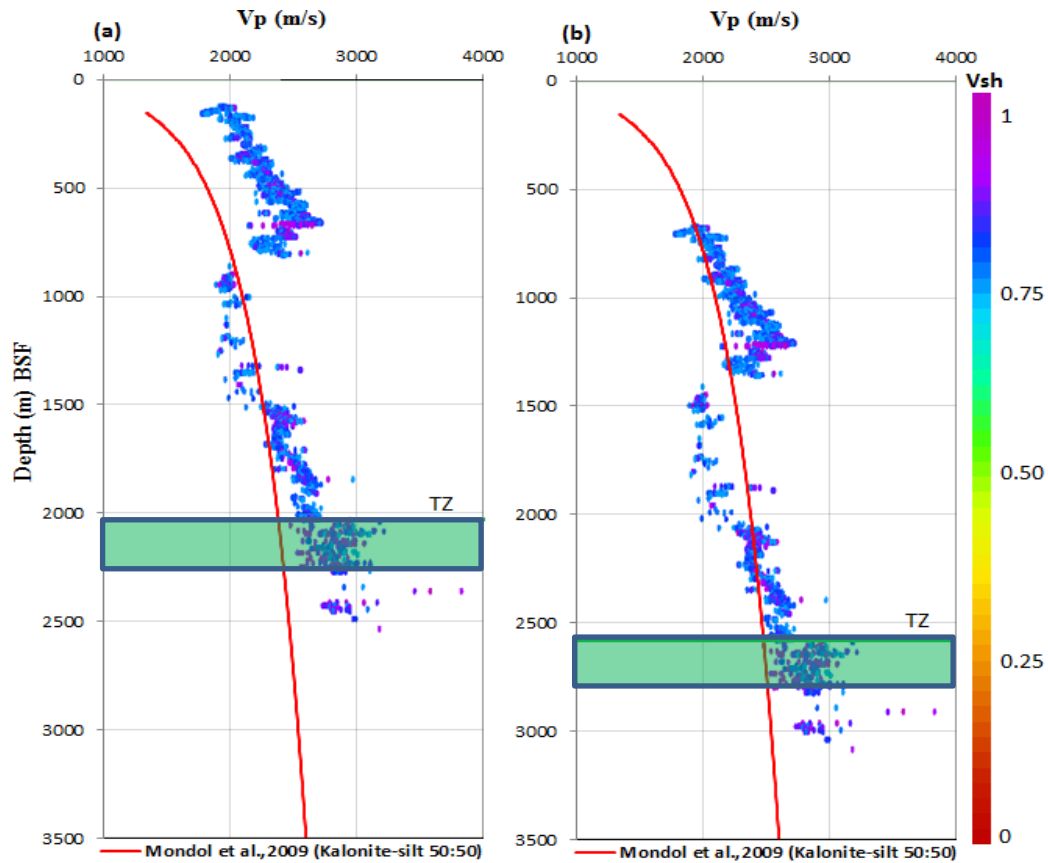 Vp (m/s)
(a)
1000 2000 3000 4000
0
500
1000
1500
2000
2500
3000
3500
Depth (m) BSF
TZ
Mondol et al.,2009 (Kalonite-silt 50:50)
Vp (m/s)
(b)
1000 2000 3000 4000
0
500
1000
1500
2000
2500
3000
3500
TZ
Mondol et al.,2009 (Kalonite-silt 50:50)
Vsh
1
0.75
0.50
0.25
0